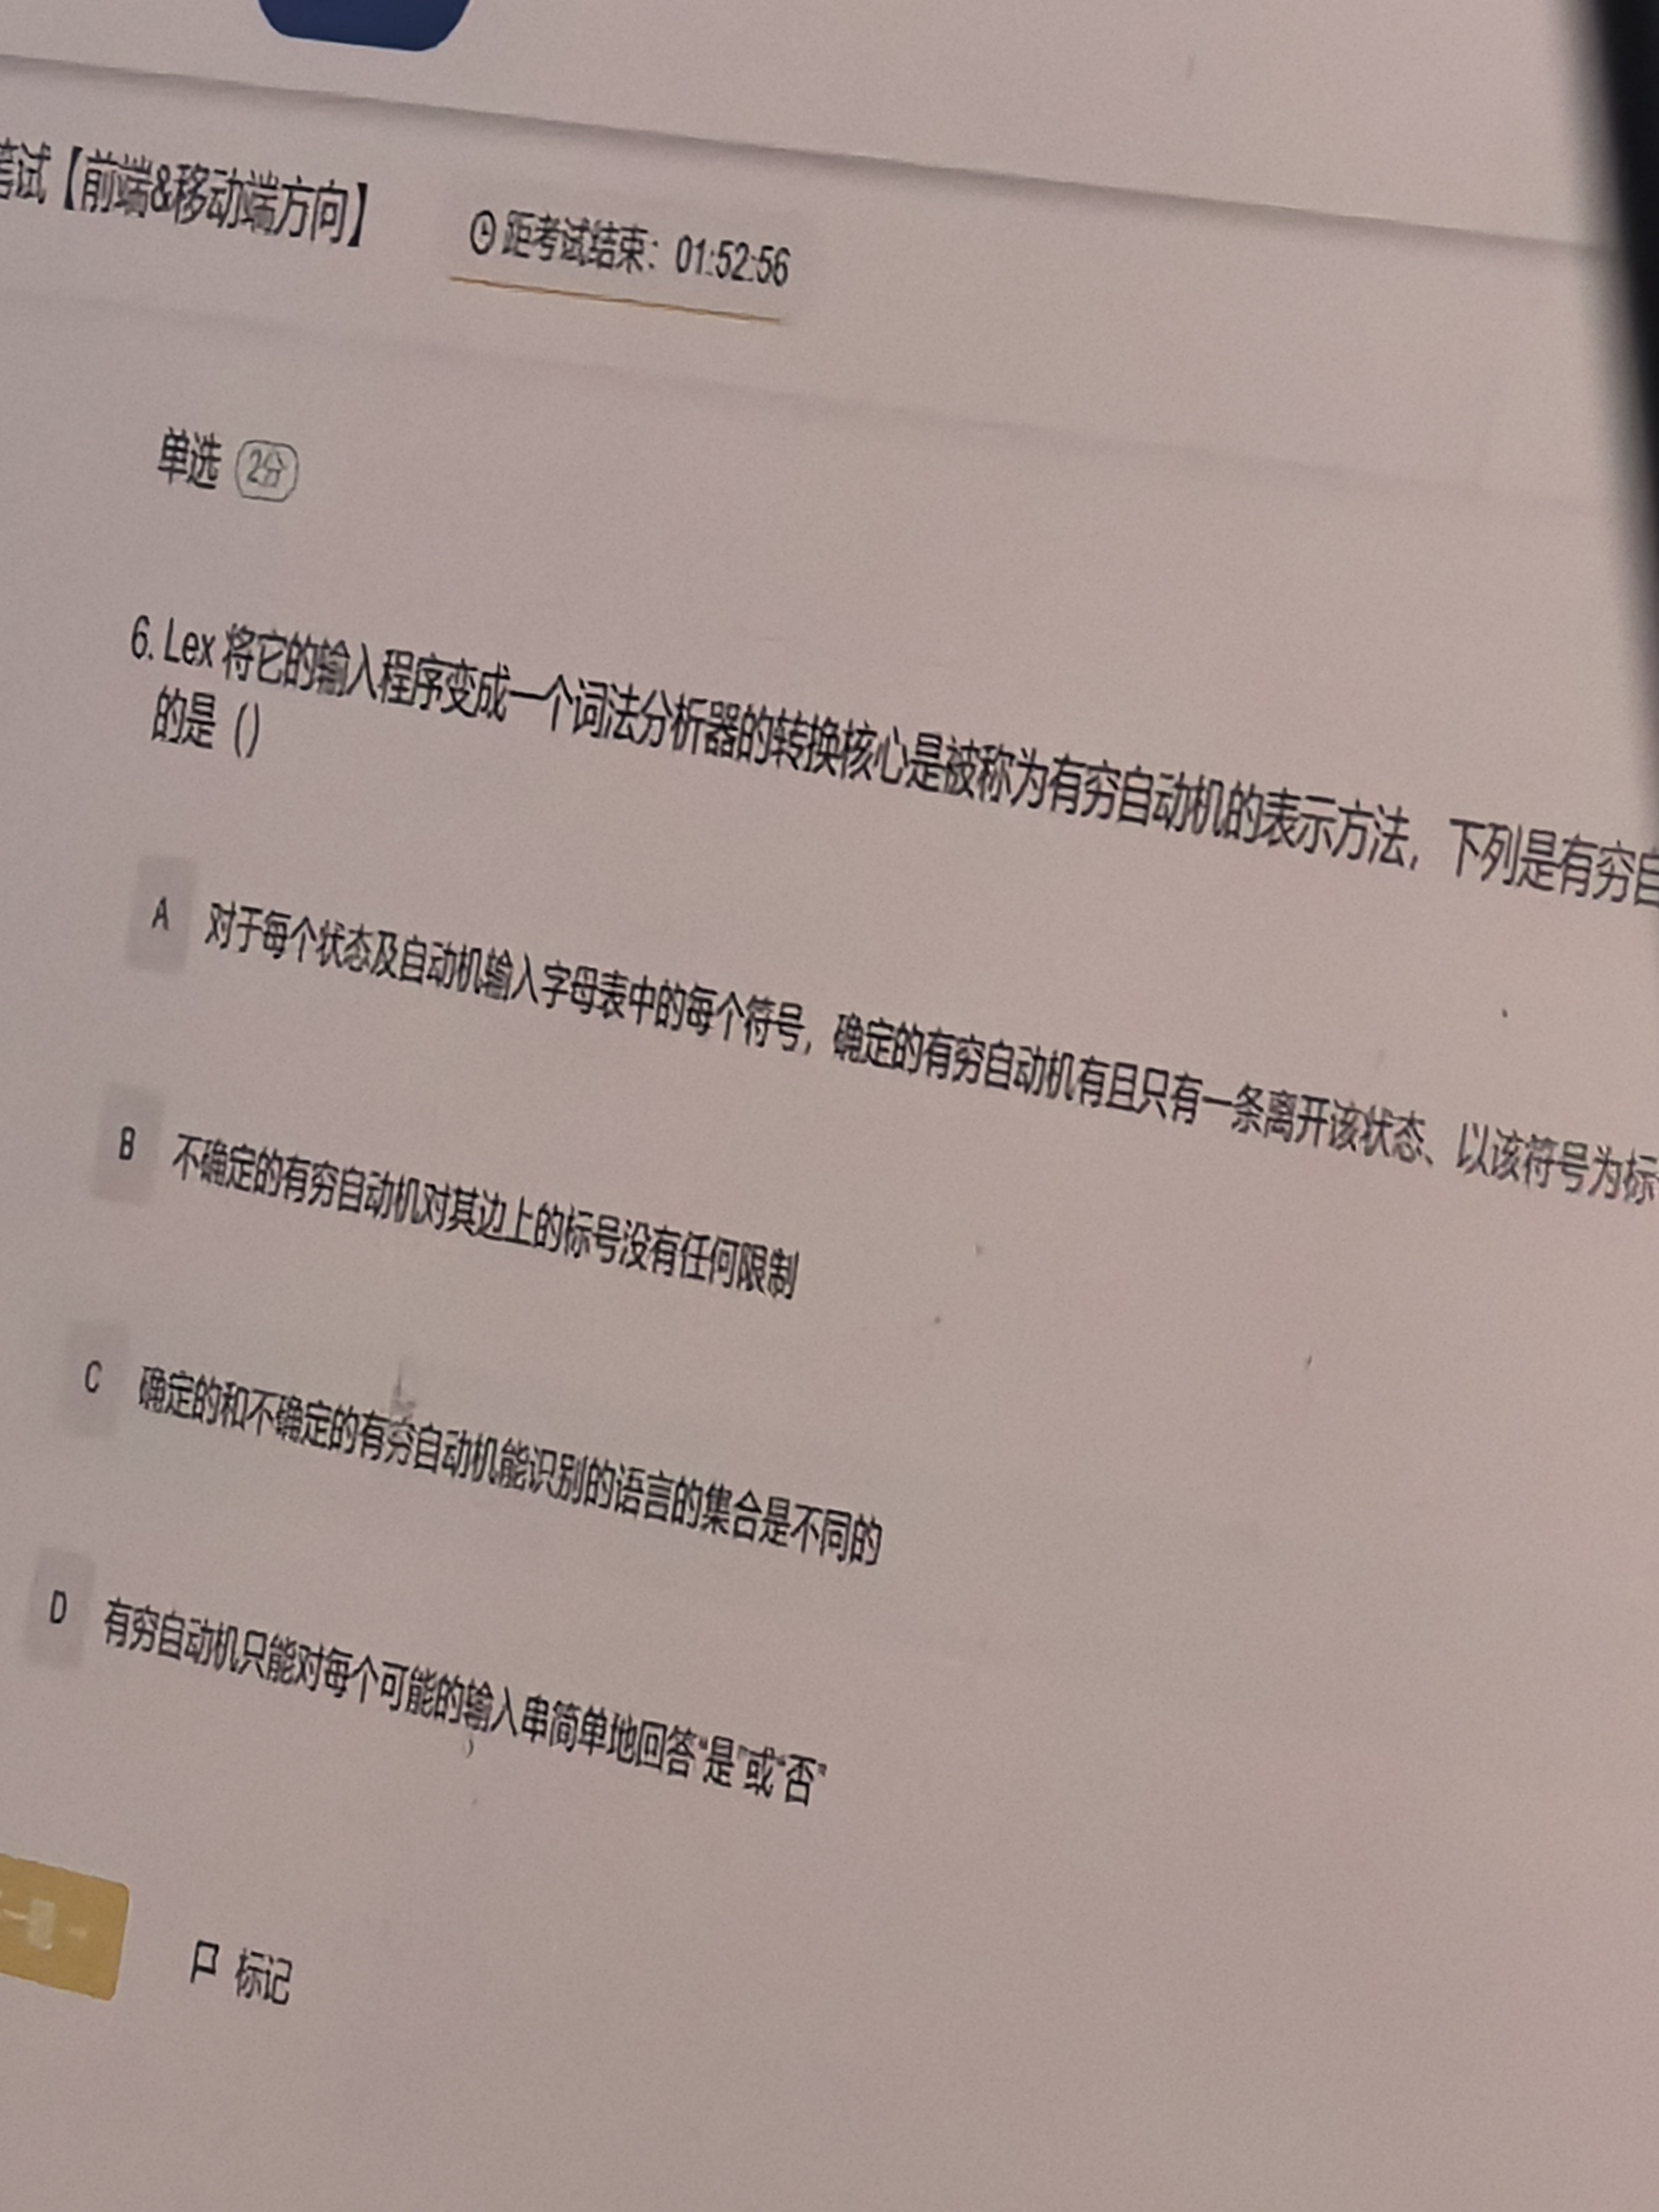 考试【前端&移动端方向】
距考试结束：01:52:56
单选 2分
6. Lex 将它的输入程序变成一个词法分析器的转换核心是被称为有穷自动机的表示方法，下列是有穷自
的是（）
A 对于每个状态及自动机输入字母表中的每个符号，确定的有穷自动机有且只有一条离开该状态、以该符号为标
B 不确定的有穷自动机对其边上的标号没有任何限制
C 确定的和不确定的有穷自动机能识别的语言的集合是不同的
D 有穷自动机只能对每个可能的输入串简单地回答“是”或“否”
标记